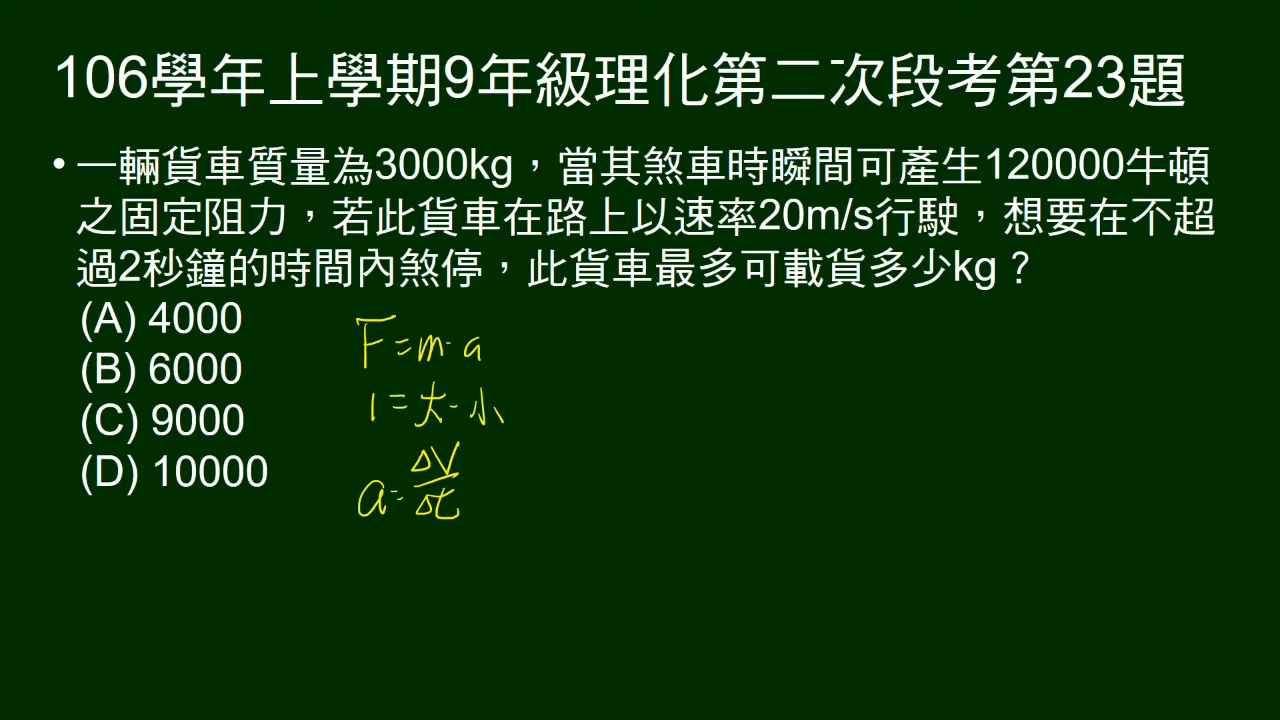 106學年上學期9年級理化第二次段考第23題
• 一輛貨車質量為3000kg，當其煞車時瞬間可產生120000牛頓
之固定阻力，若此貨車在路上以速率20m/s行駛，想要在不超
過2秒鐘的時間內煞停，此貨車最多可載貨多少kg？
(A) 4000
(B) 6000
(C) 9000
(D) 10000
F=m·a
1=大-小
a=ΔV/Δt